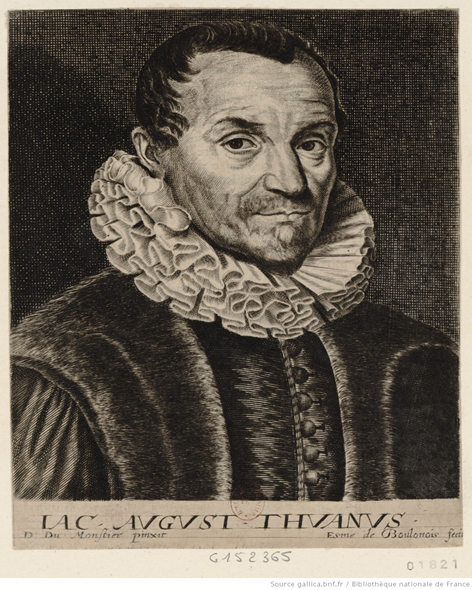 IAC · AVGVST THVANVS ·
D. Du Monstier pinxit Esme de Boulonois fecit
G152365
01821
Source gallica.bnf.fr / Bibliothèque nationale de France